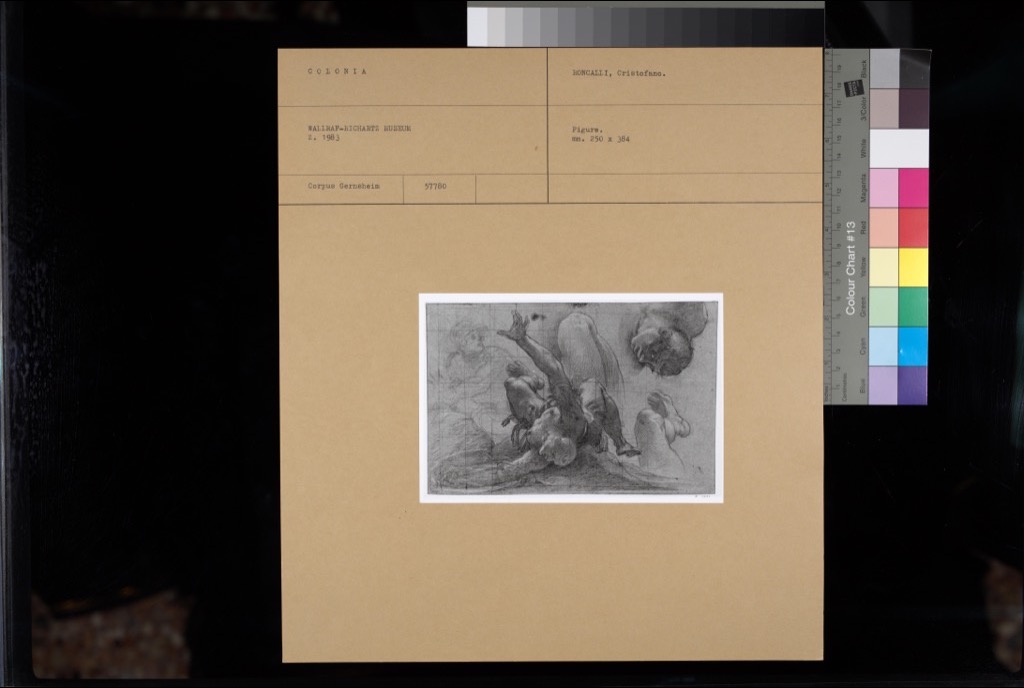 COLONIA
RONCALLI, Cristofano.
WALLRAF-RICHARTZ MUSEUM
Z. 1983
Figure.
mm. 250 x 384
Corpus Gernsheim
57780
Colour Chart #13
Blue
Cyan
Green
Yellow
Red
Magenta
White
3/Color
Black
Centimetres